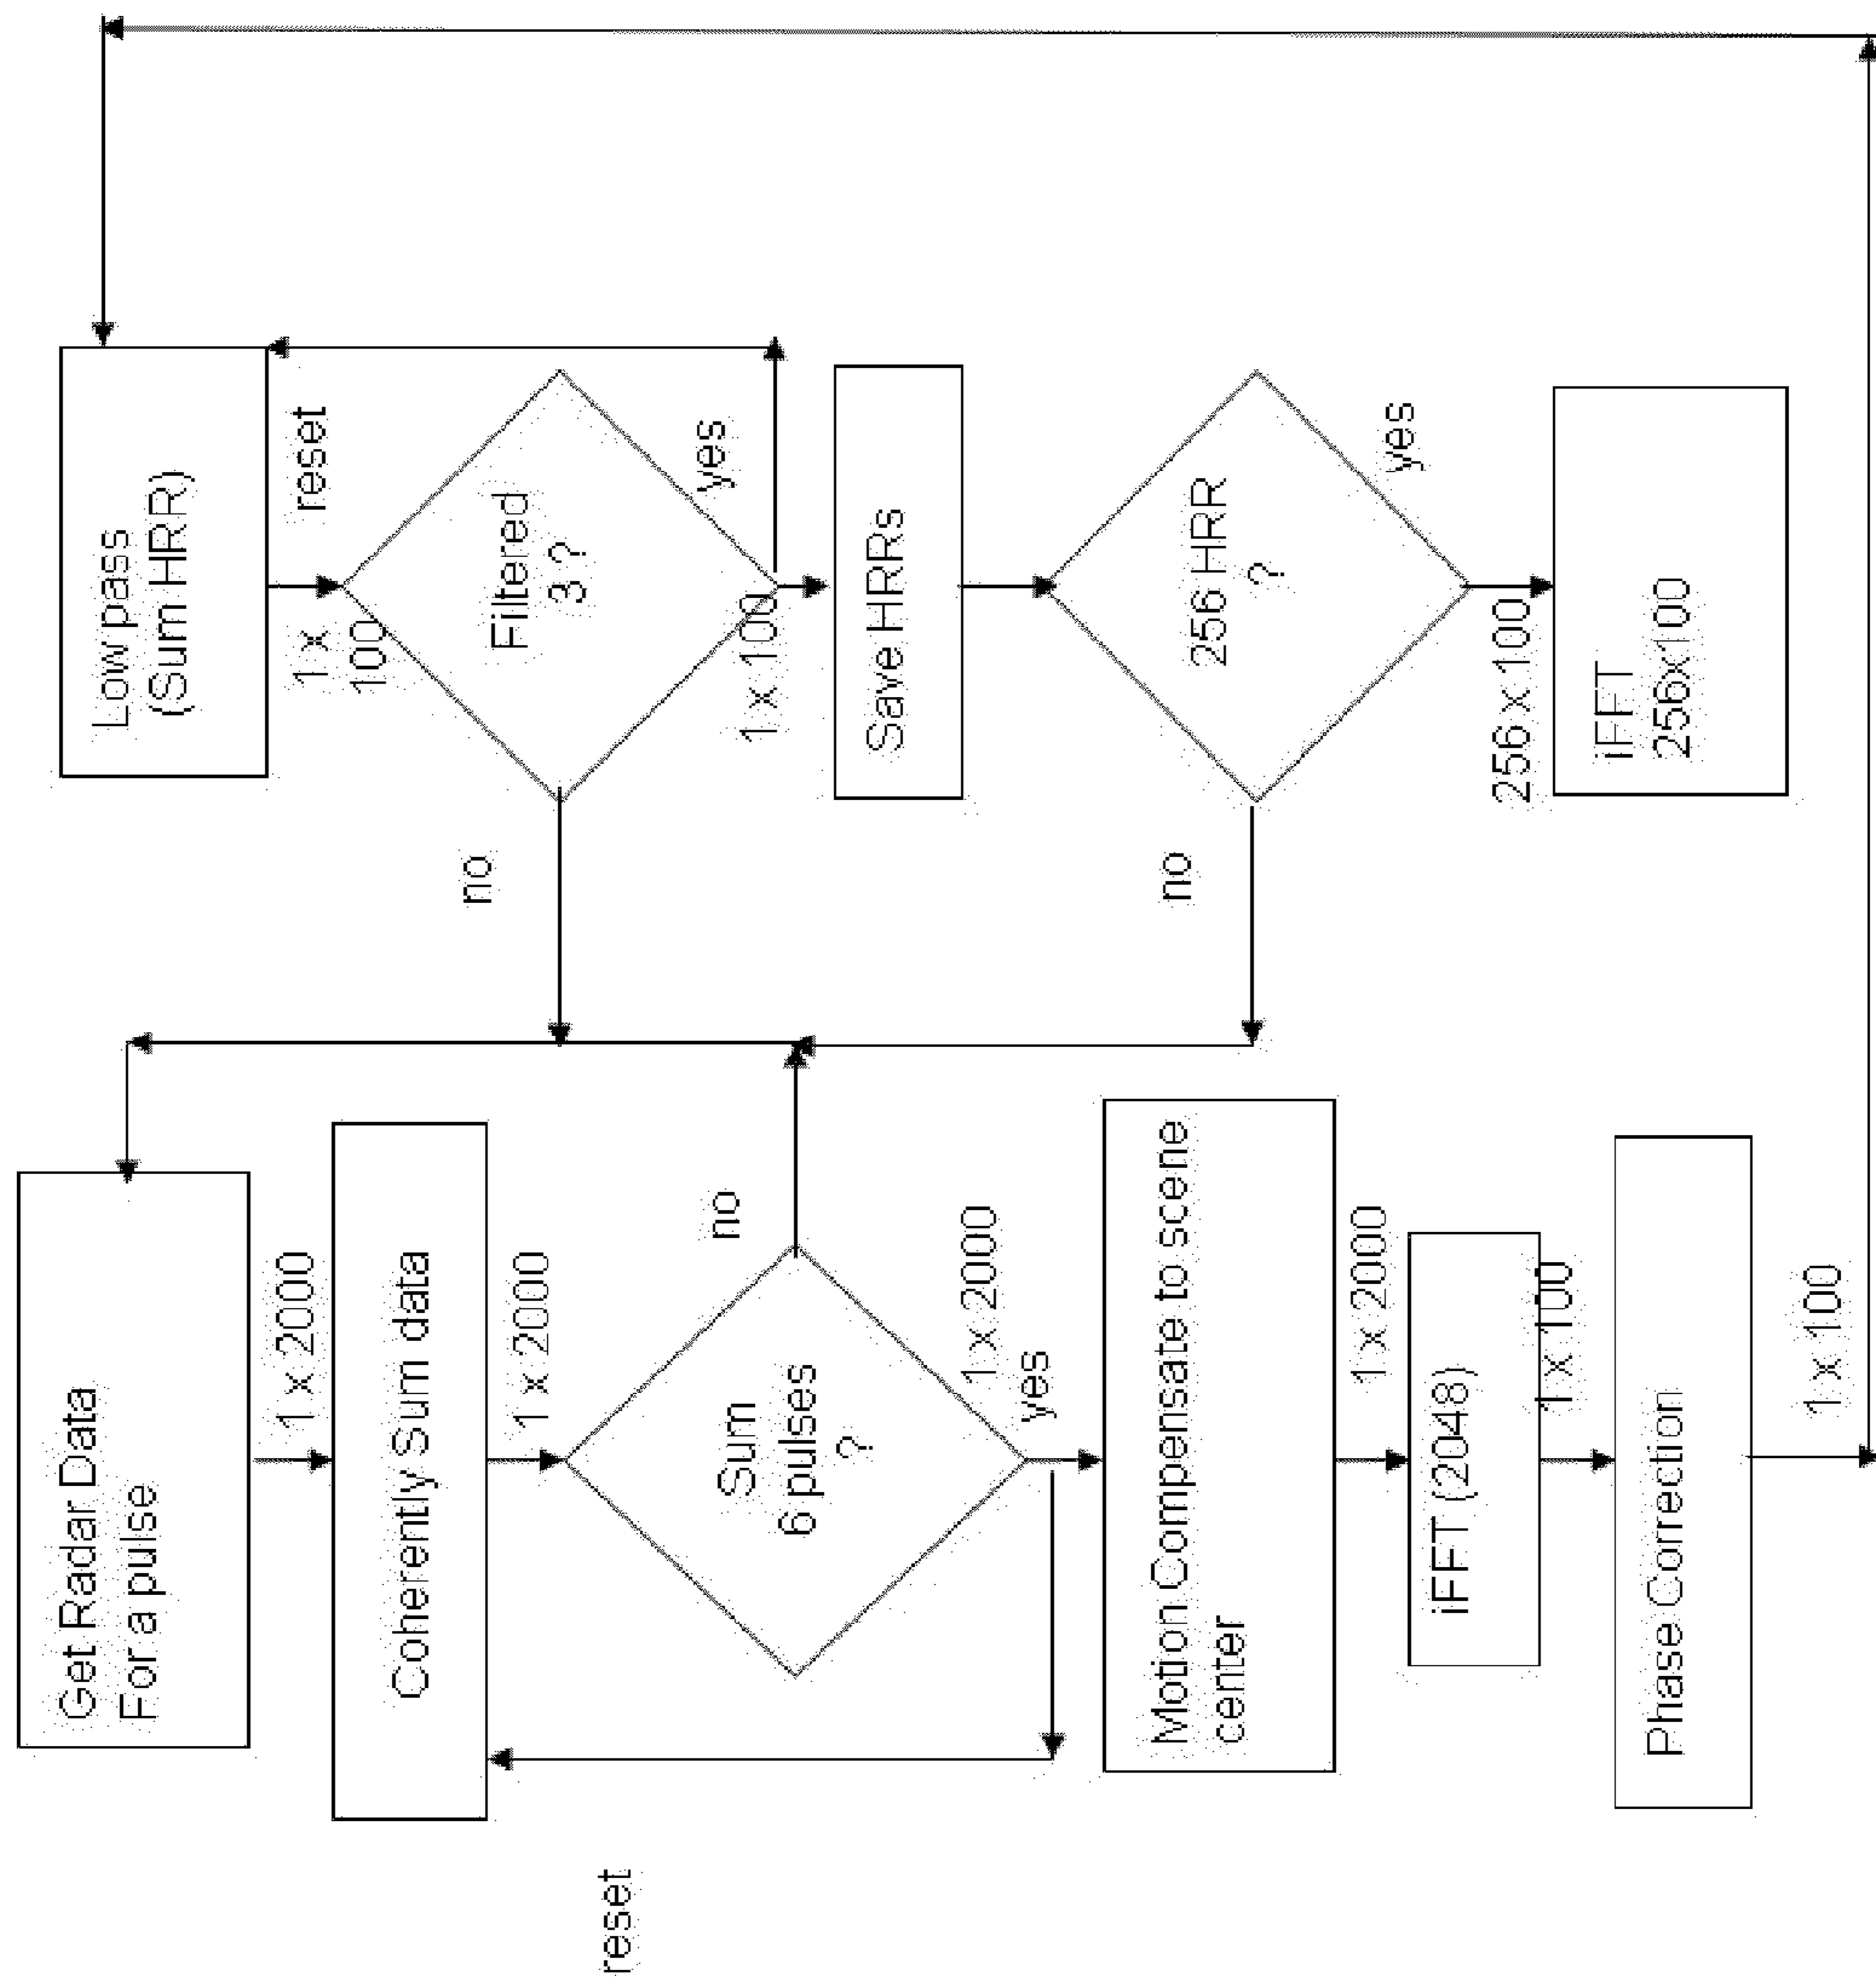 Get Radar Data
For a pulse
1 x 2000
Coherently Sum data
1 x 2000
reset
Sum
6 pulses
?
no
1 x 2000
yes
Motion Compensate to scene
center
1 x 2000
iFFT (2048)
1 x 100
Phase Correction
1 x 100
Low pass
(Sum HRR)
1 x
100
reset
Filtered
3 ?
no
yes
1 x 100
Save HRRs
256 HRR
?
no
yes
256 x 100
iFFT
256x100